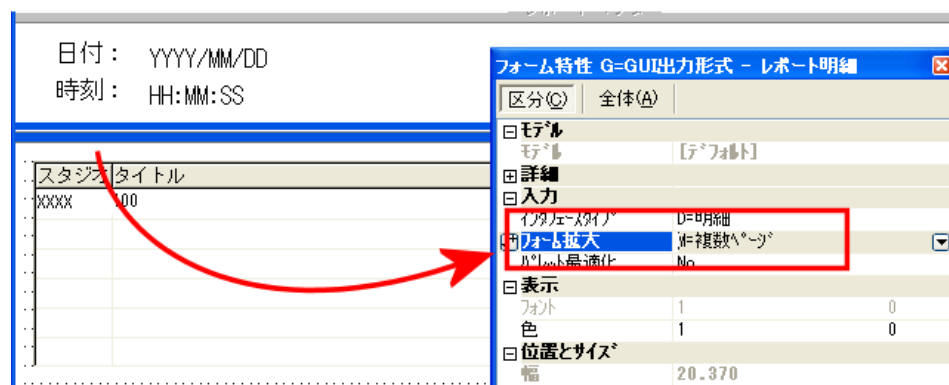 日付： YYYY/MM/DD
時刻： HH:MM:SS
スタジオ タイトル
XXXX 100
フォーム特性 G=GUI出力形式 - レポート明細
区分(C) 全体(A)
モデル
モデル [デフォルト]
詳細
入力
インタフェースタイプ D=明細
フォーム拡大 M=複数ページ
パレット最適化 No
表示
フォント 1 0
色 1 0
位置とサイズ
幅 20.370